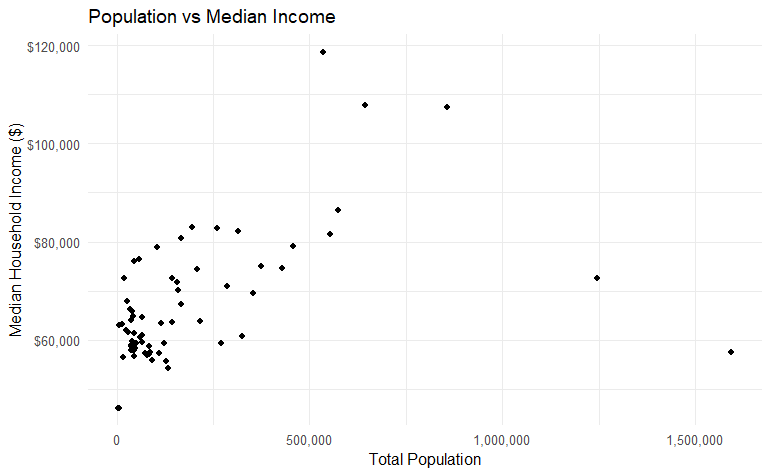 Population vs Median Income
Median Household Income ($)
$120,000
$100,000
$80,000
$60,000
0
500,000
1,000,000
1,500,000
Total Population